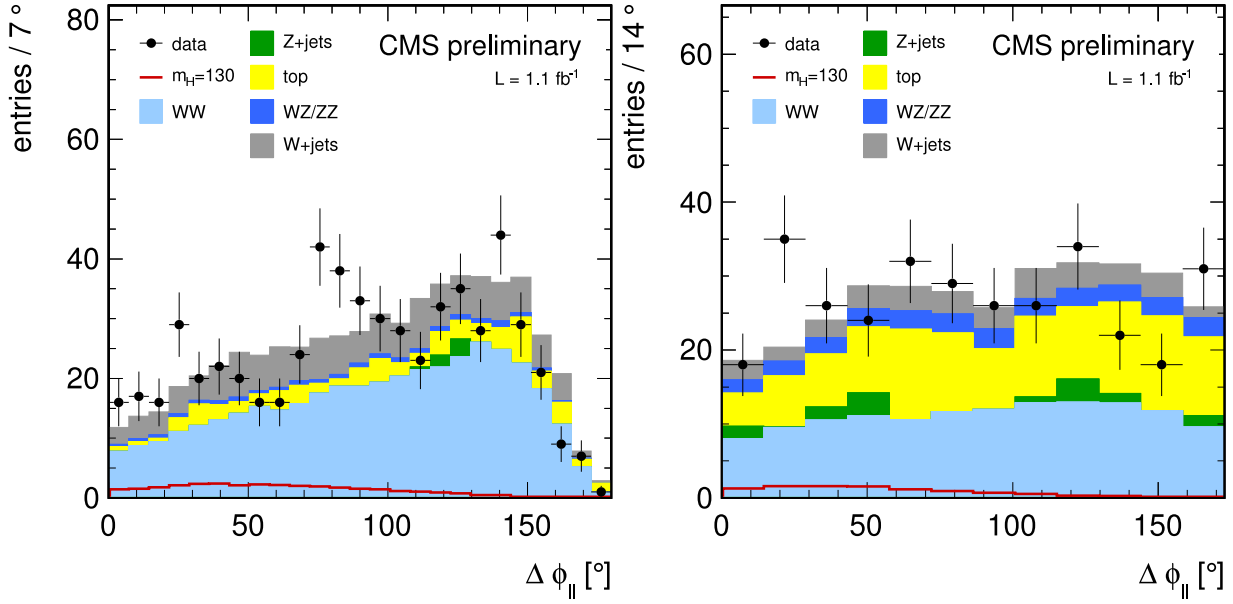 entries / 7 °
80
60
40
20
0
data
m_H=130
WW
Z+jets
top
WZ/ZZ
W+jets
CMS preliminary
L = 1.1 fb⁻¹
0 50 100 150
Δ ϕ_|| [°]
entries / 14 °
60
40
20
0
data
m_H=130
WW
Z+jets
top
WZ/ZZ
W+jets
CMS preliminary
L = 1.1 fb⁻¹
0 50 100 150
Δ ϕ_|| [°]